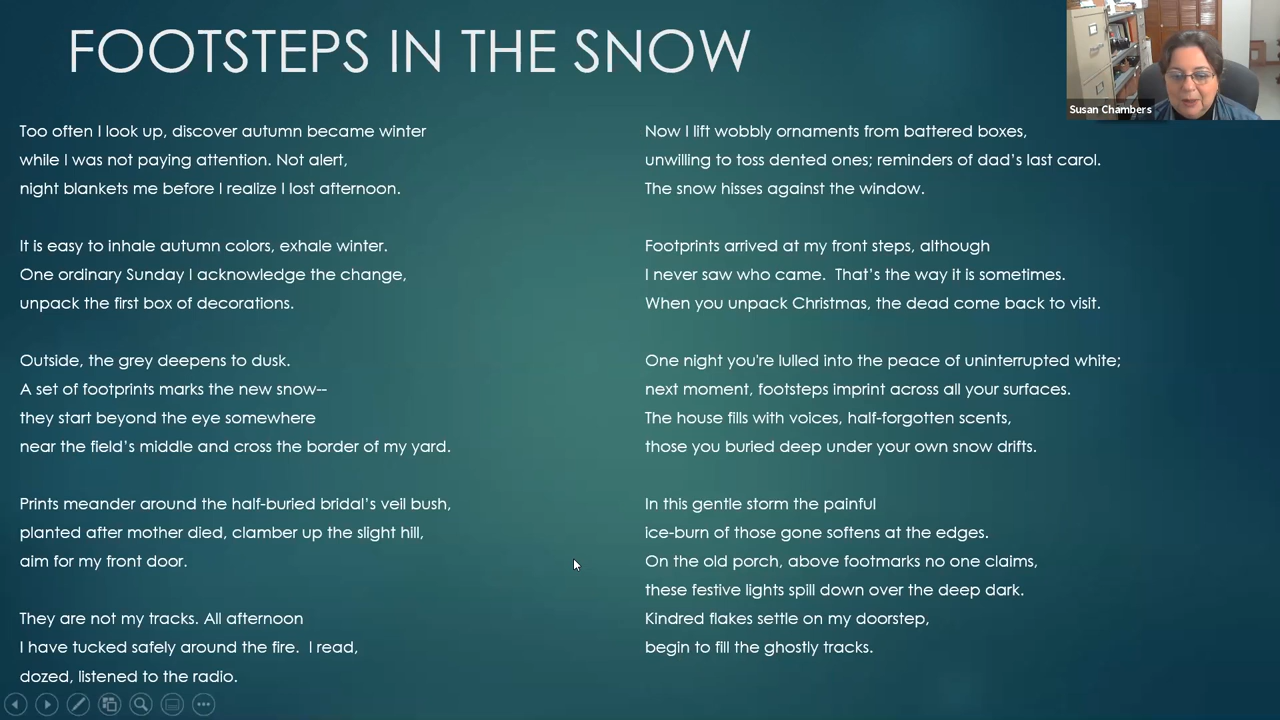 FOOTSTEPS IN THE SNOW
Susan Chambers
Too often I look up, discover autumn became winter
while I was not paying attention. Not alert,
night blankets me before I realize I lost afternoon.
It is easy to inhale autumn colors, exhale winter.
One ordinary Sunday I acknowledge the change,
unpack the first box of decorations.
Outside, the grey deepens to dusk.
A set of footprints marks the new snow--
they start beyond the eye somewhere
near the field's middle and cross the border of my yard.
Prints meander around the half-buried bridal's veil bush,
planted after mother died, clamber up the slight hill,
aim for my front door.
They are not my tracks. All afternoon
I have tucked safely around the fire.  I read,
dozed, listened to the radio.
Now I lift wobbly ornaments from battered boxes,
unwilling to toss dented ones; reminders of dad's last carol.
The snow hisses against the window.
Footprints arrived at my front steps, although
I never saw who came.  That's the way it is sometimes.
When you unpack Christmas, the dead come back to visit.
One night you're lulled into the peace of uninterrupted white;
next moment, footsteps imprint across all your surfaces.
The house fills with voices, half-forgotten scents,
those you buried deep under your own snow drifts.
In this gentle storm the painful
ice-burn of those gone softens at the edges.
On the old porch, above footmarks no one claims,
these festive lights spill down over the deep dark.
Kindred flakes settle on my doorstep,
begin to fill the ghostly tracks.